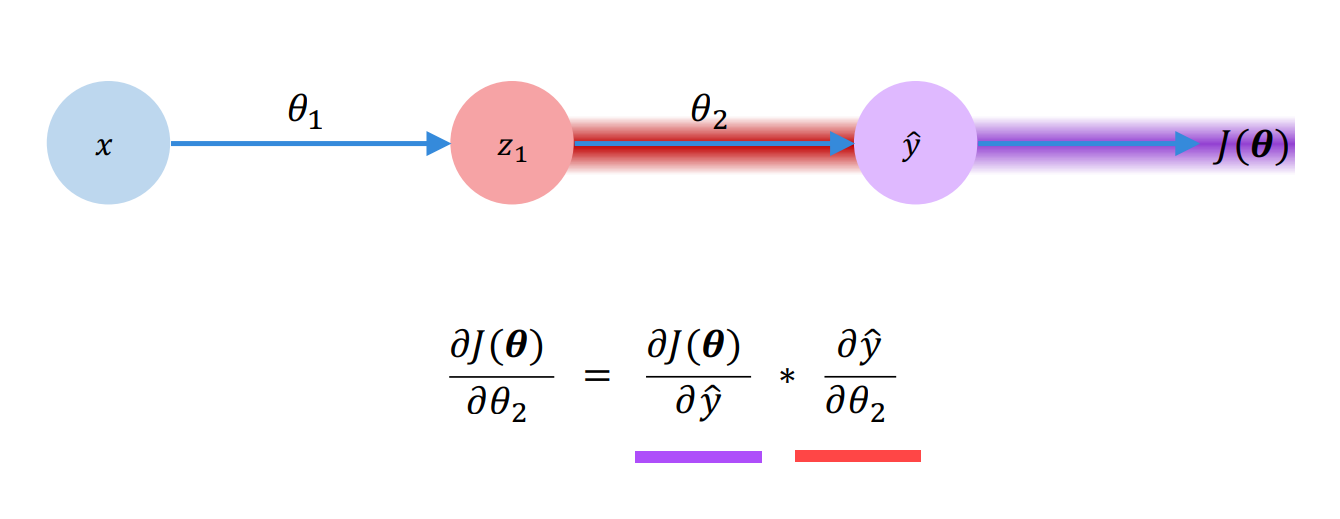 θ₁ θ₂
x z₁ ŷ J(𝜽)
∂J(𝜽) / ∂θ₂ = ∂J(𝜽) / ∂ŷ * ∂ŷ / ∂θ₂